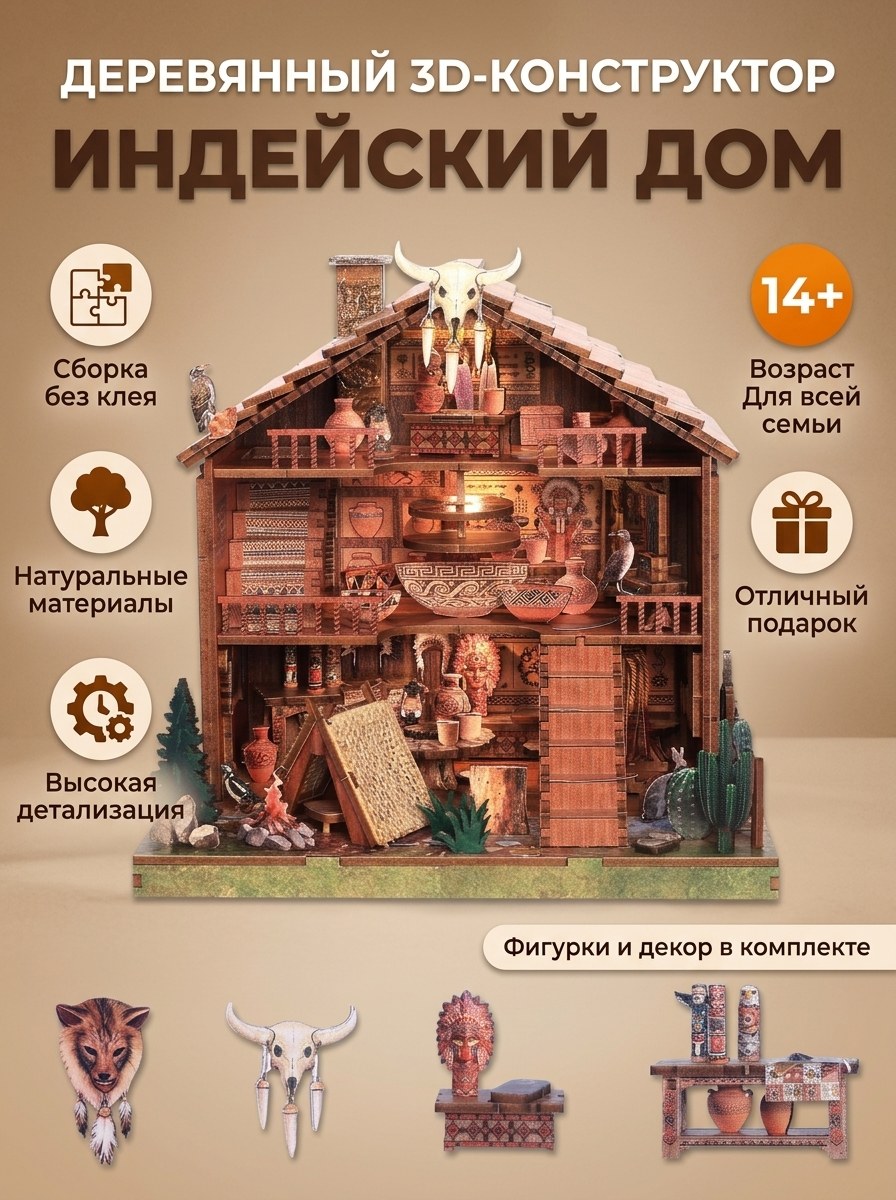 ДЕРЕВЯННЫЙ 3D-КОНСТРУКТОР
ИНДЕЙСКИЙ ДОМ
Сборка
без клея
Натуральные
материалы
Высокая
детализация
14+
Возраст
Для всей
семьи
Отличный
подарок
Фигурки и декор в комплекте